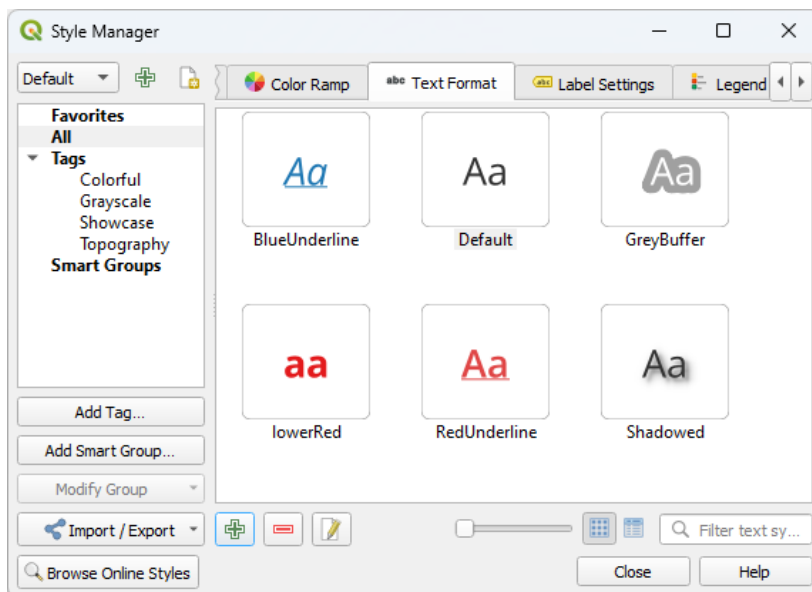 Style Manager
Default
Color Ramp
abc Text Format
abc Label Settings
Legend
Favorites
All
Tags
Colorful
Grayscale
Showcase
Topography
Smart Groups
Aa
BlueUnderline
Aa
Default
Aa
GreyBuffer
aa
lowerRed
Aa
RedUnderline
Aa
Shadowed
Add Tag...
Add Smart Group...
Modify Group
Import / Export
Filter text sy...
Browse Online Styles
Close
Help